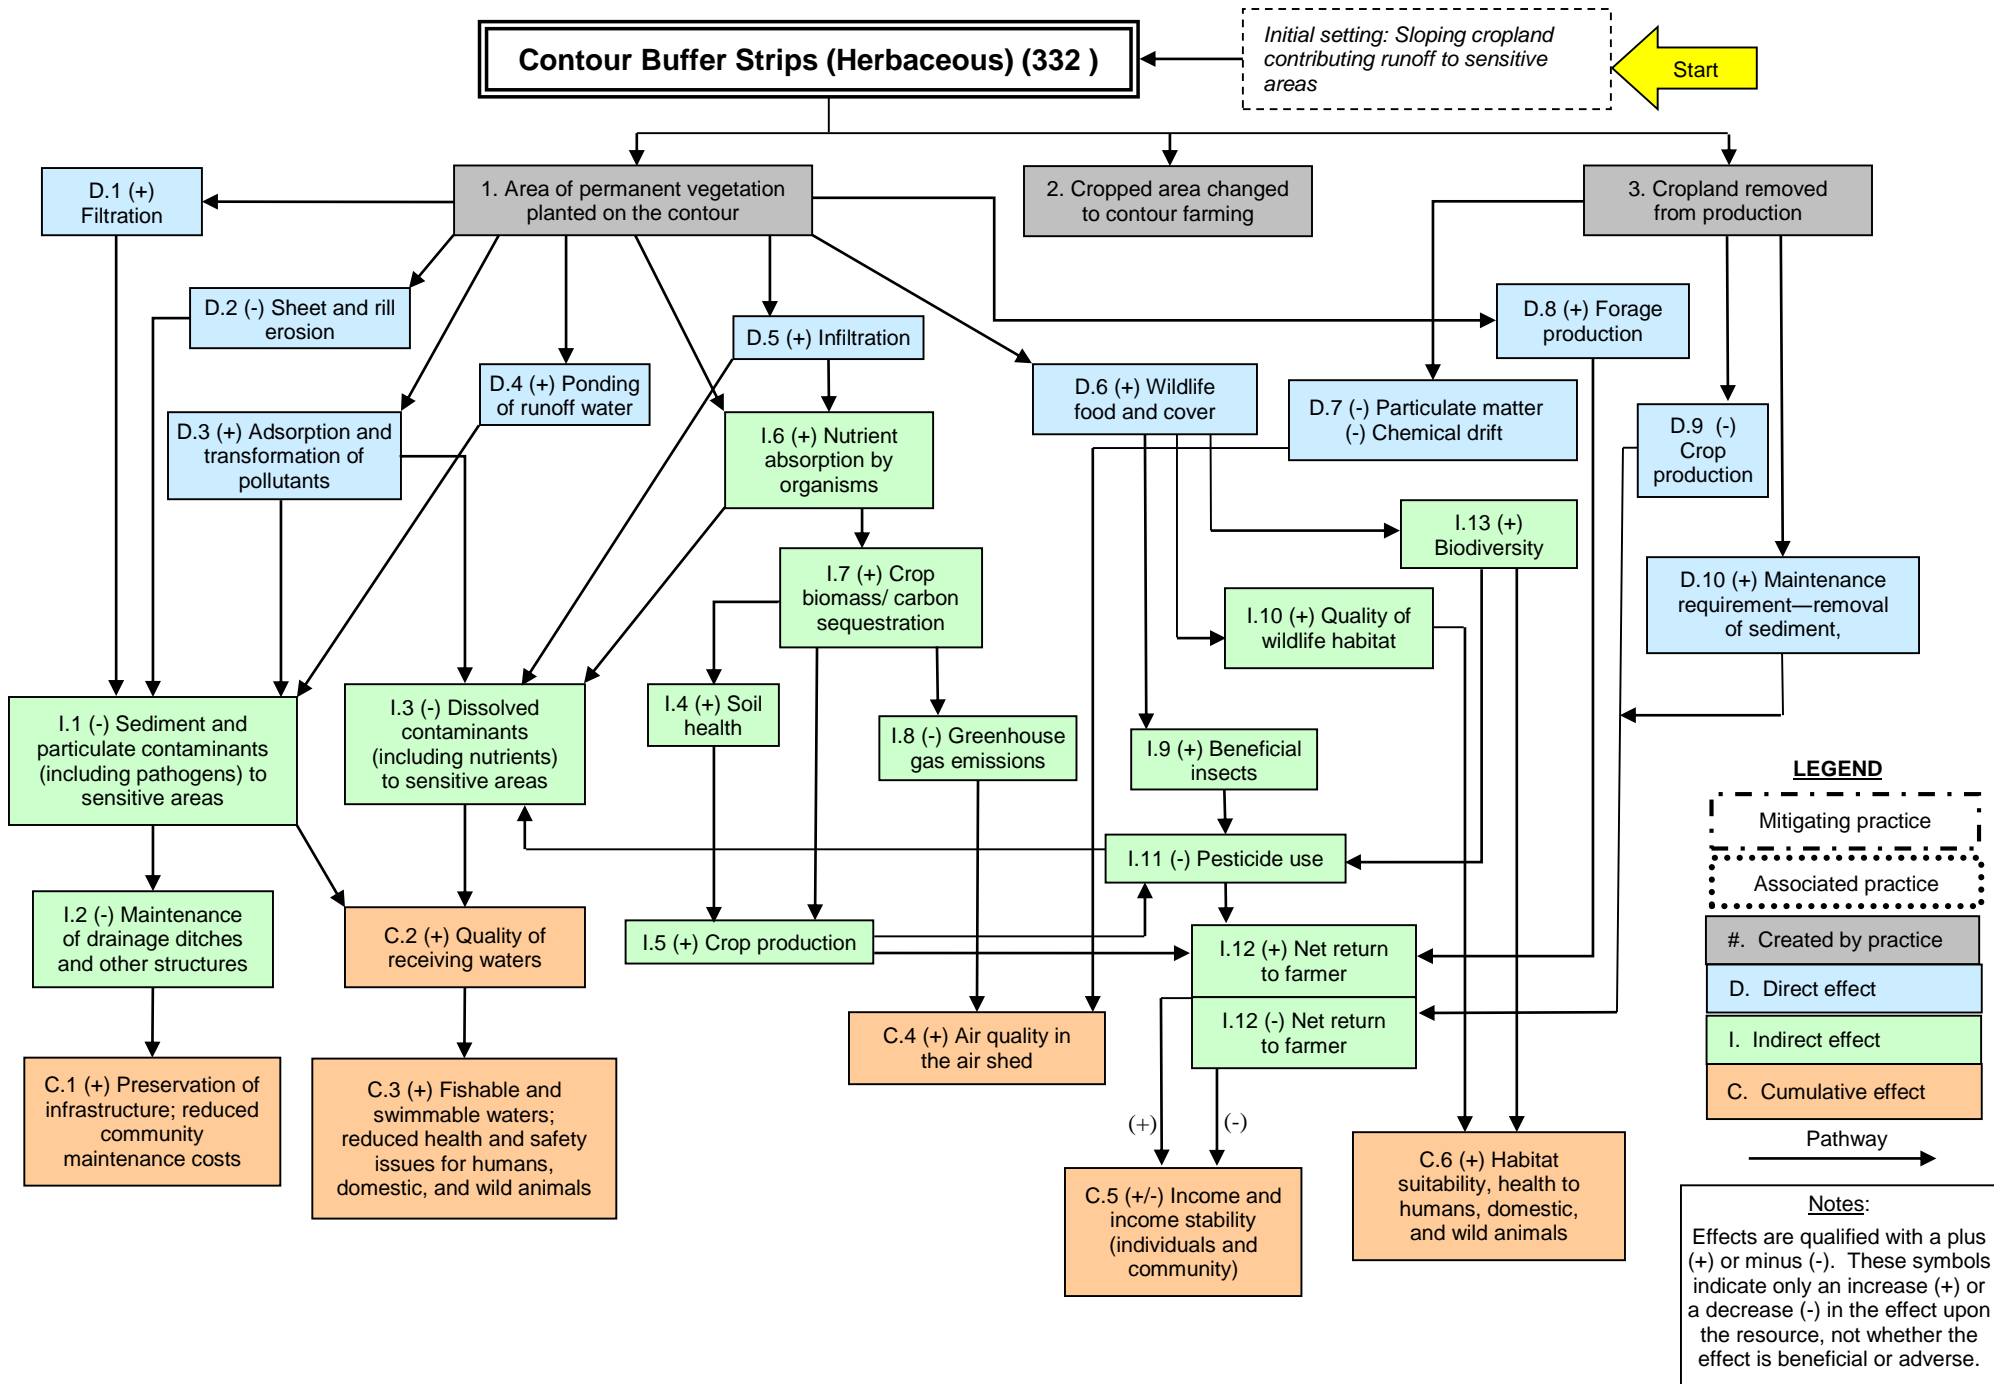 Contour Buffer Strips (Herbaceous) (332 )
Initial setting: Sloping cropland
contributing runoff to sensitive
areas
Start
D.1 (+)
Filtration
1. Area of permanent vegetation
planted on the contour
2. Cropped area changed
to contour farming
3. Cropland removed
from production
D.2 (-) Sheet and rill
erosion
D.5 (+) Infiltration
D.8 (+) Forage
production
D.4 (+) Ponding
of runoff water
D.6 (+) Wildlife
food and cover
D.7 (-) Particulate matter
(-) Chemical drift
D.9  (-)
Crop
production
D.3 (+) Adsorption and
transformation of
pollutants
I.6 (+) Nutrient
absorption by
organisms
I.13 (+)
Biodiversity
I.7 (+) Crop
biomass/ carbon
sequestration
I.10 (+) Quality of
wildlife habitat
D.10 (+) Maintenance
requirement—removal
of sediment,
I.1 (-) Sediment and
particulate contaminants
(including pathogens) to
sensitive areas
I.3 (-) Dissolved
contaminants
(including nutrients)
to sensitive areas
I.4 (+) Soil
health
I.8 (-) Greenhouse
gas emissions
I.9 (+) Beneficial
insects
I.11 (-) Pesticide use
I.2 (-) Maintenance
of drainage ditches
and other structures
C.2 (+) Quality of
receiving waters
I.5 (+) Crop production
I.12 (+) Net return
to farmer
I.12 (-) Net return
to farmer
C.4 (+) Air quality in
the air shed
C.1 (+) Preservation of
infrastructure; reduced
community
maintenance costs
C.3 (+) Fishable and
swimmable waters;
reduced health and safety
issues for humans,
domestic, and wild animals
(+)
(-)
C.5 (+/-) Income and
income stability
(individuals and
community)
C.6 (+) Habitat
suitability, health to
humans, domestic,
and wild animals
LEGEND
Mitigating practice
Associated practice
#.  Created by practice
D.  Direct effect
I.  Indirect effect
C.  Cumulative effect
Pathway
Notes:
Effects are qualified with a plus
(+) or minus (-).  These symbols
indicate only an increase (+) or
a decrease (-) in the effect upon
the resource, not whether the
effect is beneficial or adverse.